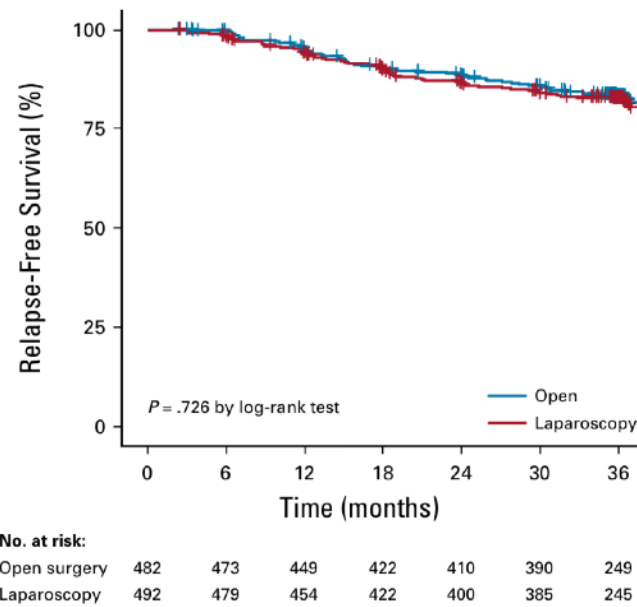 Relapse-Free Survival (%)
100
75
50
25
0
P = .726 by log-rank test
Open
Laparoscopy
0 6 12 18 24 30 36
Time (months)
No. at risk:
Open surgery 482 473 449 422 410 390 249
Laparoscopy 492 479 454 422 400 385 245